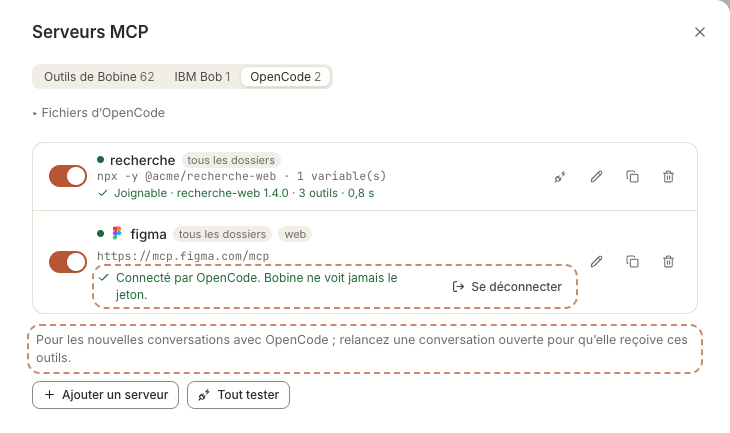 Serveurs MCP
Outils de Bobine 62 IBM Bob 1 OpenCode 2
Fichiers d’OpenCode
recherche tous les dossiers
npx -y @acme/recherche-web · 1 variable(s)
Joignable · recherche-web 1.4.0 · 3 outils · 0,8 s
figma tous les dossiers web
https://mcp.figma.com/mcp
Connecté par OpenCode. Bobine ne voit jamais le
jeton.
Se déconnecter
Pour les nouvelles conversations avec OpenCode ; relancez une conversation ouverte pour qu’elle reçoive ces
outils.
Ajouter un serveur Tout tester